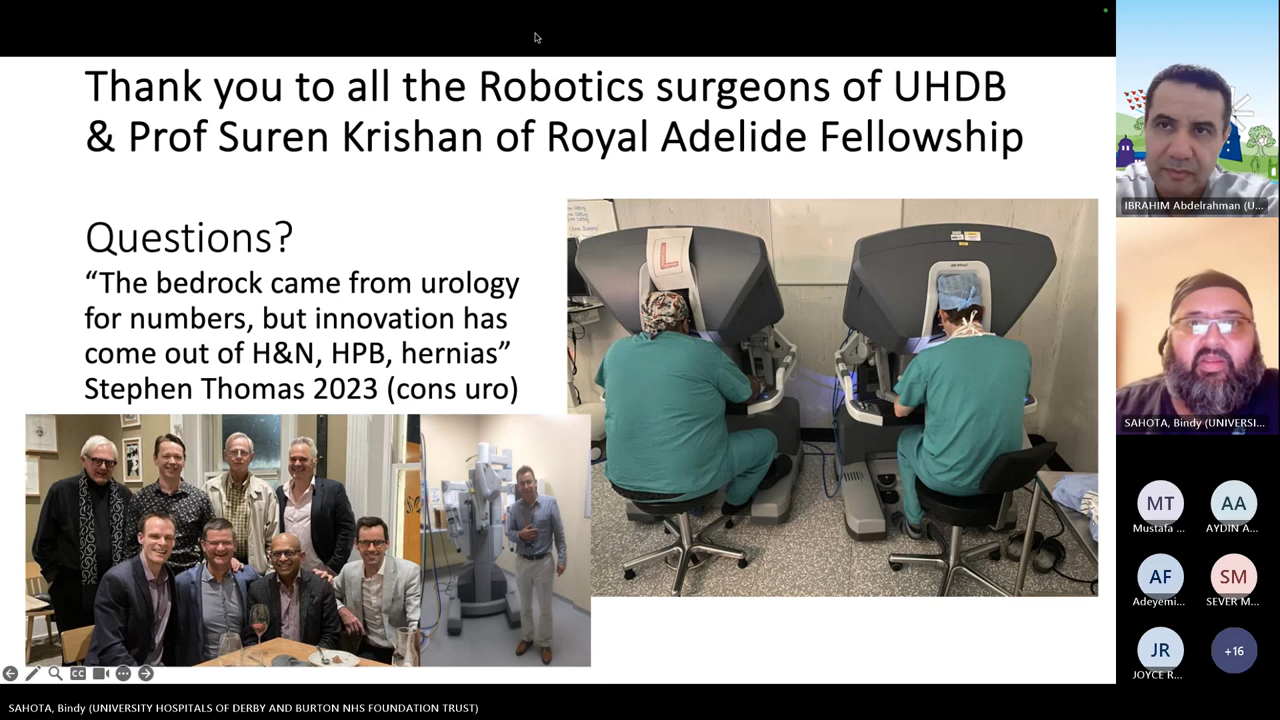 Thank you to all the Robotics surgeons of UHDB
& Prof Suren Krishan of Royal Adelide Fellowship
Questions?
“The bedrock came from urology
for numbers, but innovation has
come out of H&N, HPB, hernias”
Stephen Thomas 2023 (cons uro)
L
CC
IBRAHIM Abdelrahman (U...
SAHOTA, Bindy (UNIVERSI...
MT
Mustafa ...
AA
AYDIN A...
AF
Adeyemi...
SM
SEVER M...
JR
JOYCE R...
+16
SAHOTA, Bindy (UNIVERSITY HOSPITALS OF DERBY AND BURTON NHS FOUNDATION TRUST)